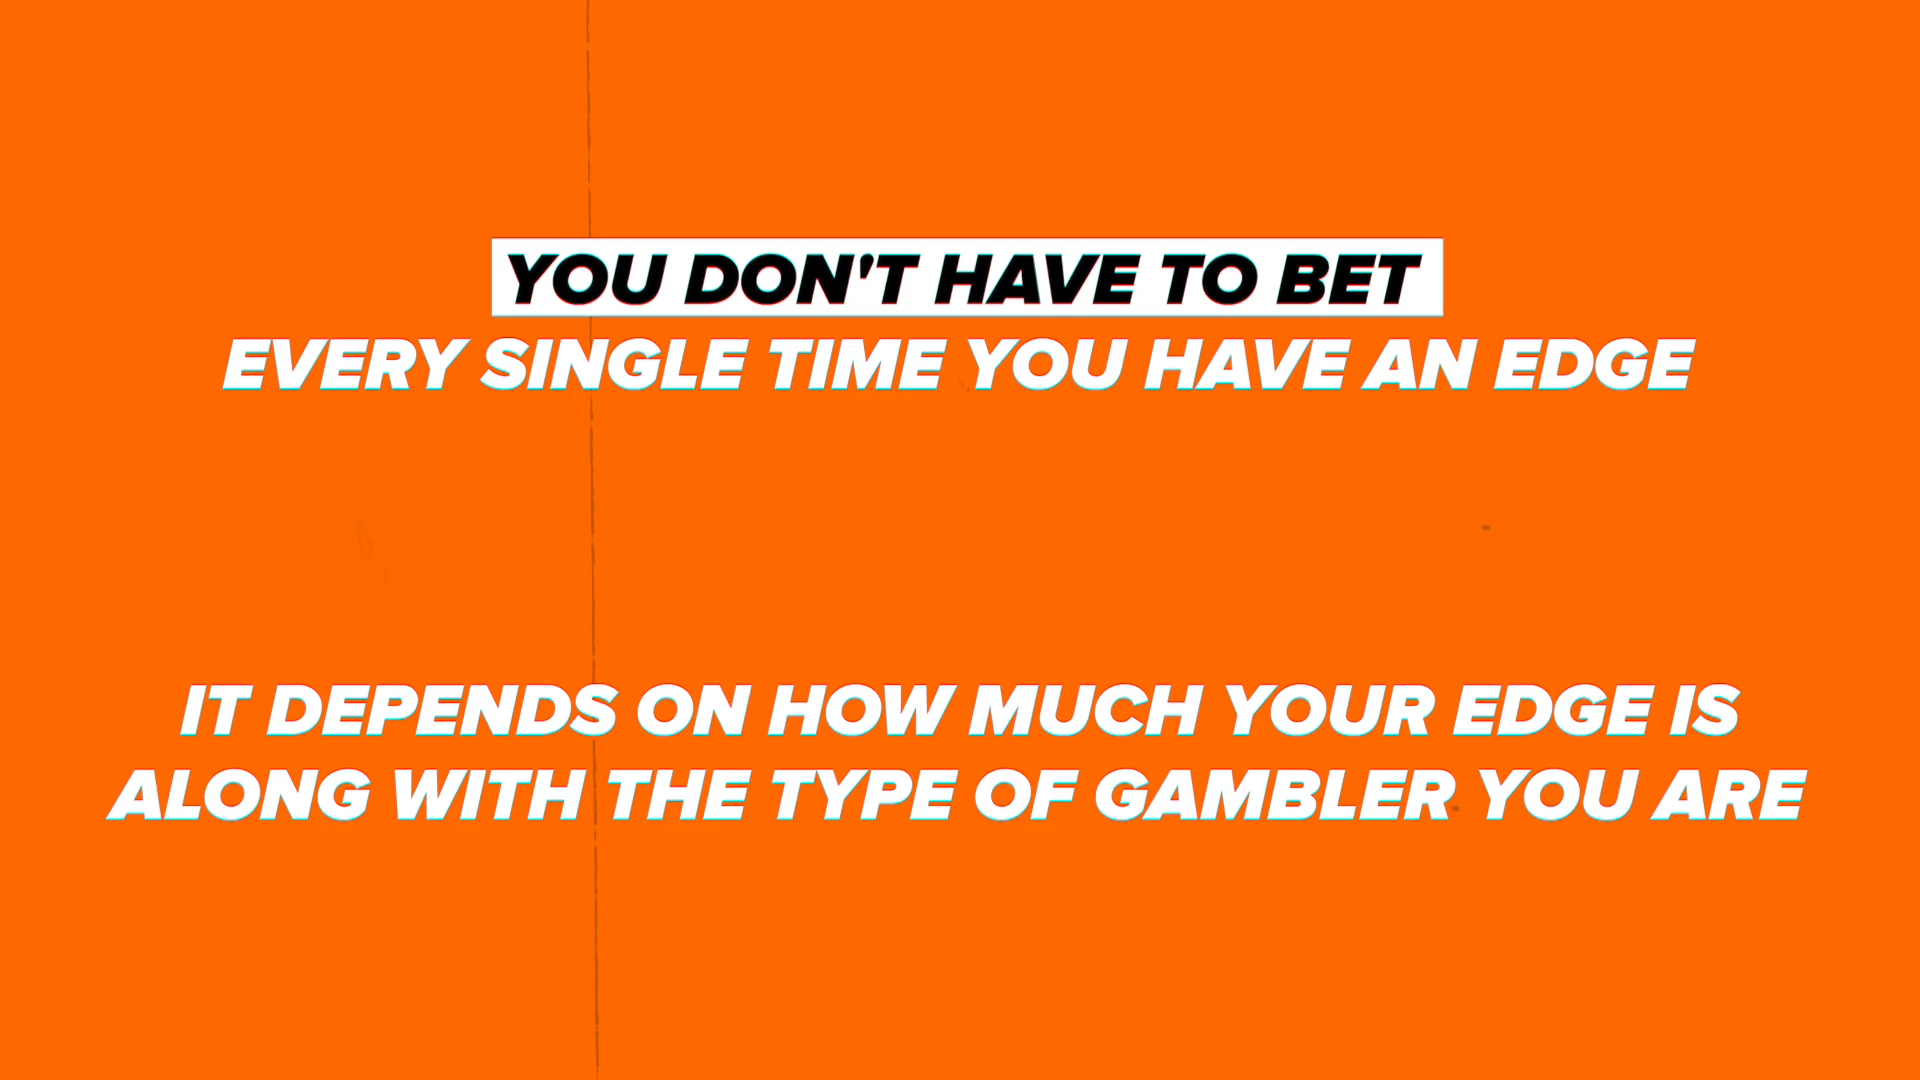 YOU DON'T HAVE TO BET
EVERY SINGLE TIME YOU HAVE AN EDGE
IT DEPENDS ON HOW MUCH YOUR EDGE IS
ALONG WITH THE TYPE OF GAMBLER YOU ARE